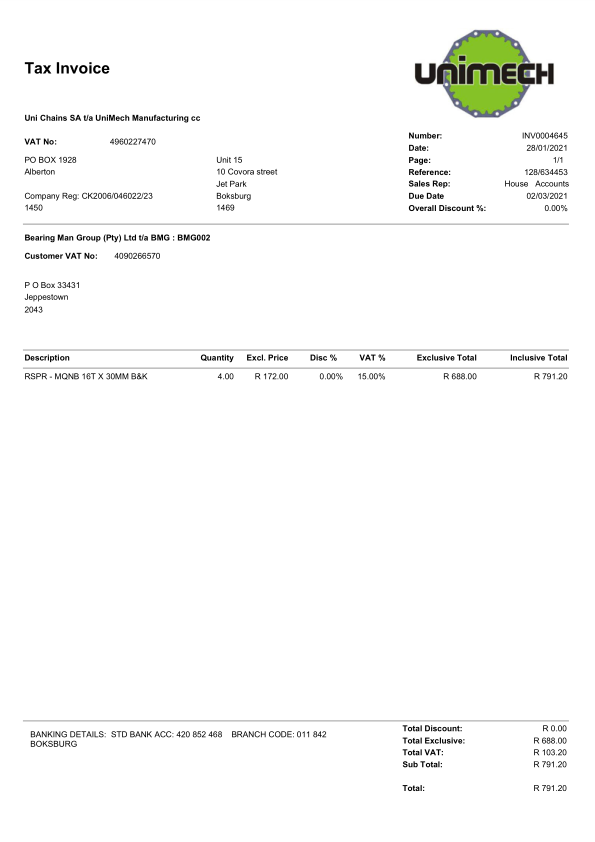 UNIMECH
Tax Invoice
Uni Chains SA t/a UniMech Manufacturing cc
VAT No: 4960227470
PO BOX 1928
Alberton
Company Reg: CK2006/046022/23
1450
Unit 15
10 Covora street
Jet Park
Boksburg
1469
Number: INV0004645
Date: 28/01/2021
Page: 1/1
Reference: 128/634453
Sales Rep: House Accounts
Due Date 02/03/2021
Overall Discount %: 0.00%
Bearing Man Group (Pty) Ltd t/a BMG : BMG002
Customer VAT No: 4090266570
P O Box 33431
Jeppestown
2043
Description Quantity Excl. Price Disc % VAT % Exclusive Total Inclusive Total
RSPR - MQNB 16T X 30MM B&K 4.00 R 172.00 0.00% 15.00% R 688.00 R 791.20
BANKING DETAILS: STD BANK ACC: 420 852 468 BRANCH CODE: 011 842
BOKSBURG
Total Discount: R 0.00
Total Exclusive: R 688.00
Total VAT: R 103.20
Sub Total: R 791.20
Total: R 791.20